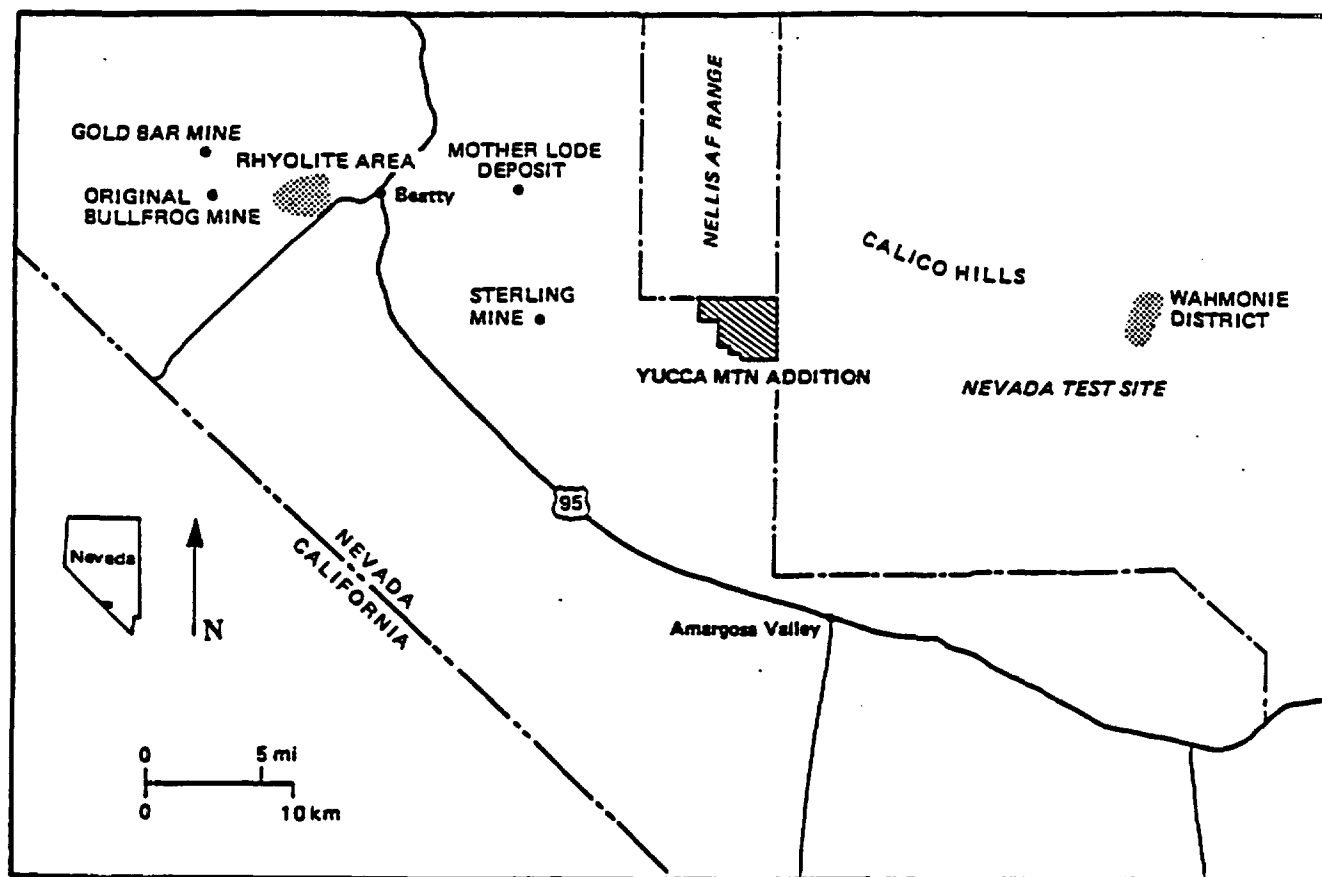 NELLIS AF RANGE
GOLD BAR MINE
RHYOLITE AREA
MOTHER LODE
DEPOSIT
ORIGINAL
BULLFROG MINE
Beatty
CALICO HILLS
STERLING
MINE
WAHMONIE
DISTRICT
YUCCA MTN ADDITION
NEVADA TEST SITE
95
Nevada
N
NEVADA
CALIFORNIA
Amargosa Valley
0 5 mi
0 10 km